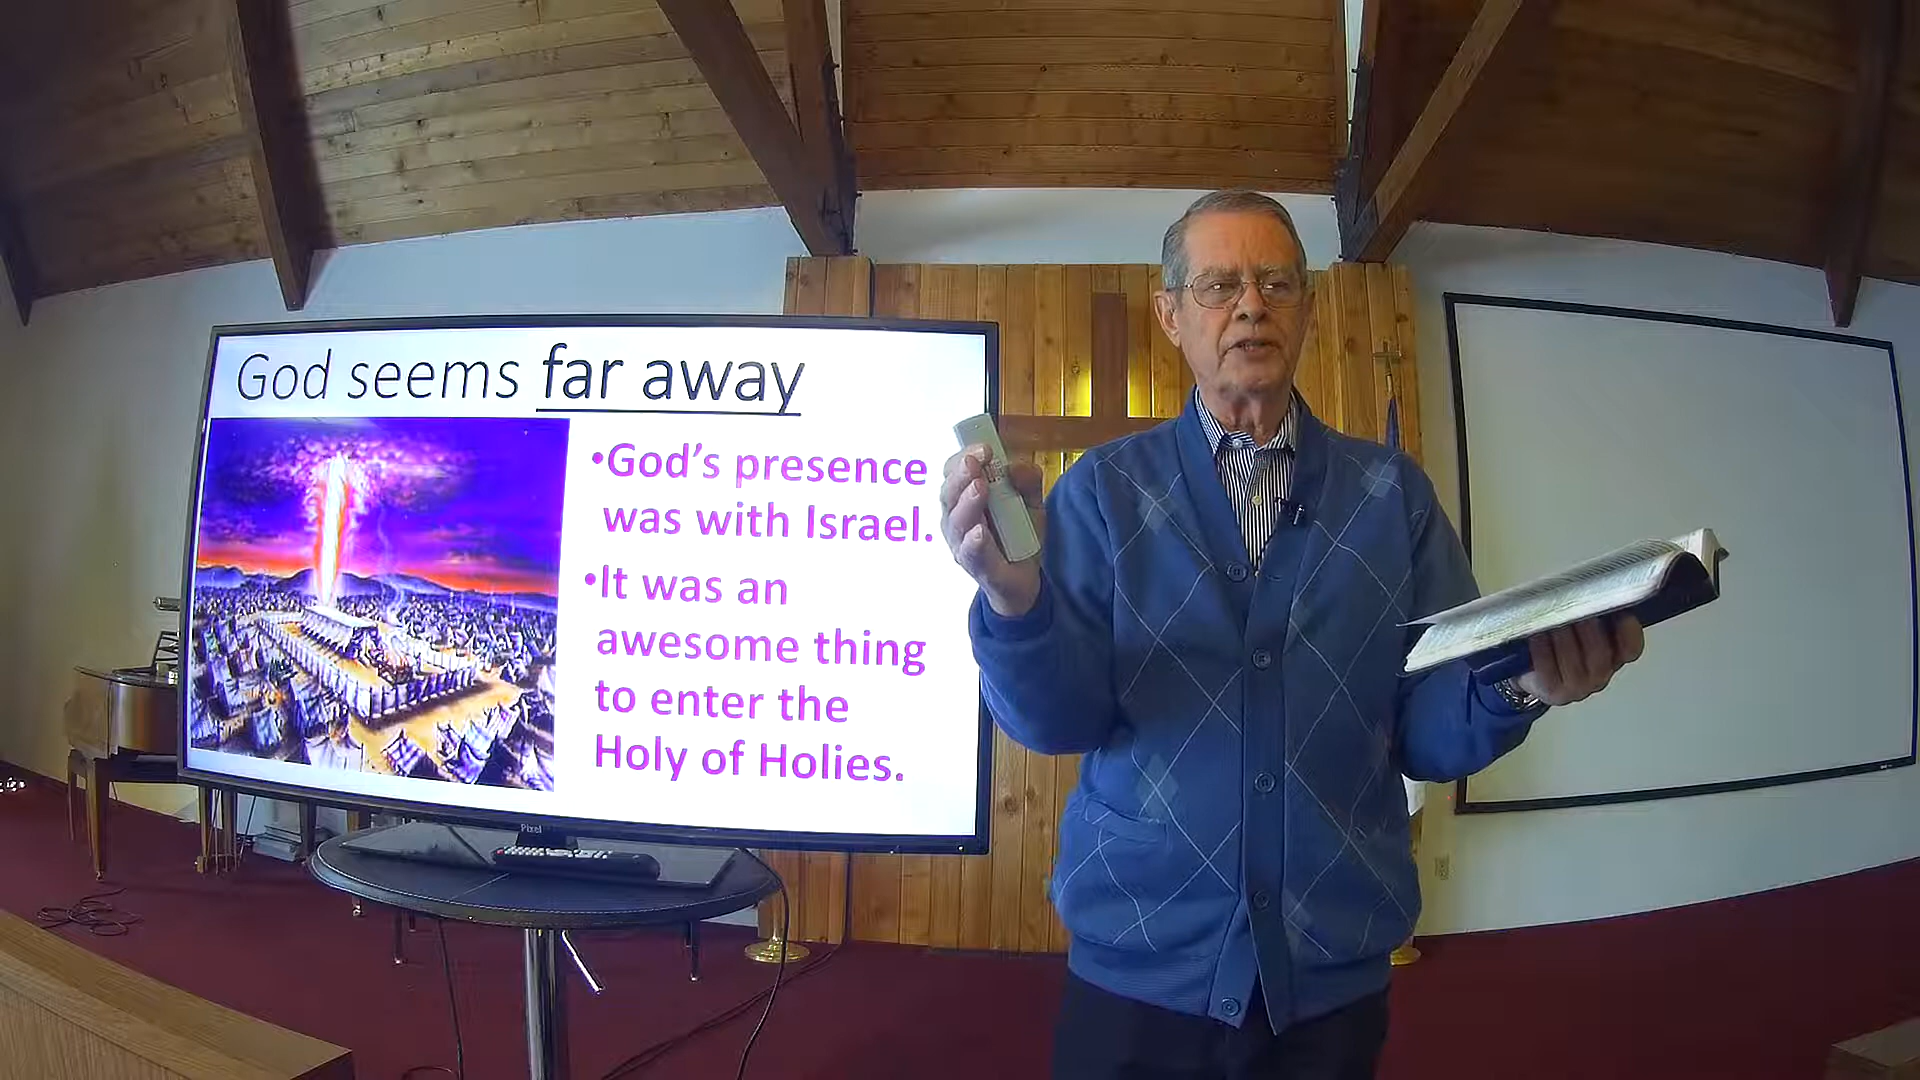 God seems far away
•God's presence
was with Israel.
•It was an
awesome thing
to enter the
Holy of Holies.
Pixel